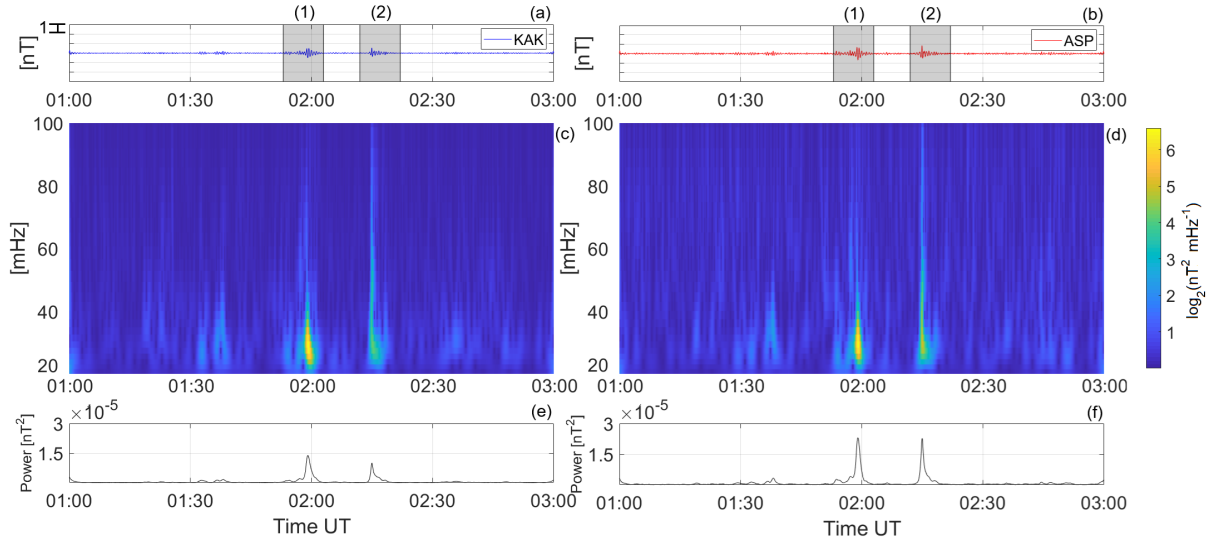 (1) (2) (a)
1
[nT]
KAK
01:00 01:30 02:00 02:30 03:00
(1) (2) (b)
[nT]
ASP
01:00 01:30 02:00 02:30 03:00
(c)
100
80
60
40
20
[mHz]
01:00 01:30 02:00 02:30 03:00
(d)
100
80
60
40
20
[mHz]
01:00 01:30 02:00 02:30 03:00
6
5
4
3
2
1
log₂(nT² mHz⁻¹)
×10⁻⁵ (e)
3
1.5
Power [nT²]
01:00 01:30 02:00 02:30 03:00
Time UT
×10⁻⁵ (f)
3
1.5
Power [nT²]
01:00 01:30 02:00 02:30 03:00
Time UT